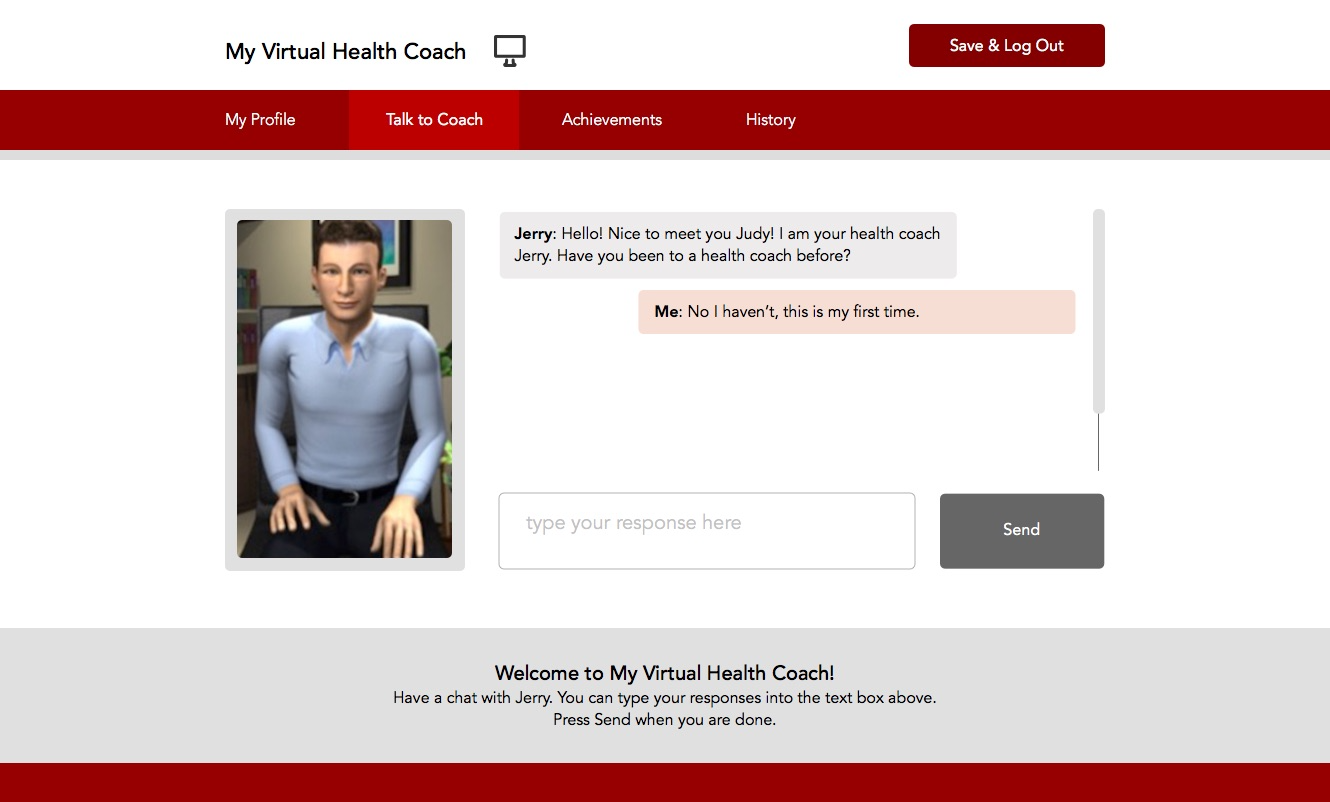 My Virtual Health Coach
Save & Log Out
My Profile
Talk to Coach
Achievements
History
Jerry: Hello! Nice to meet you Judy! I am your health coach
Jerry. Have you been to a health coach before?
Me: No I haven’t, this is my first time.
type your response here
Send
Welcome to My Virtual Health Coach!
Have a chat with Jerry. You can type your responses into the text box above.
Press Send when you are done.